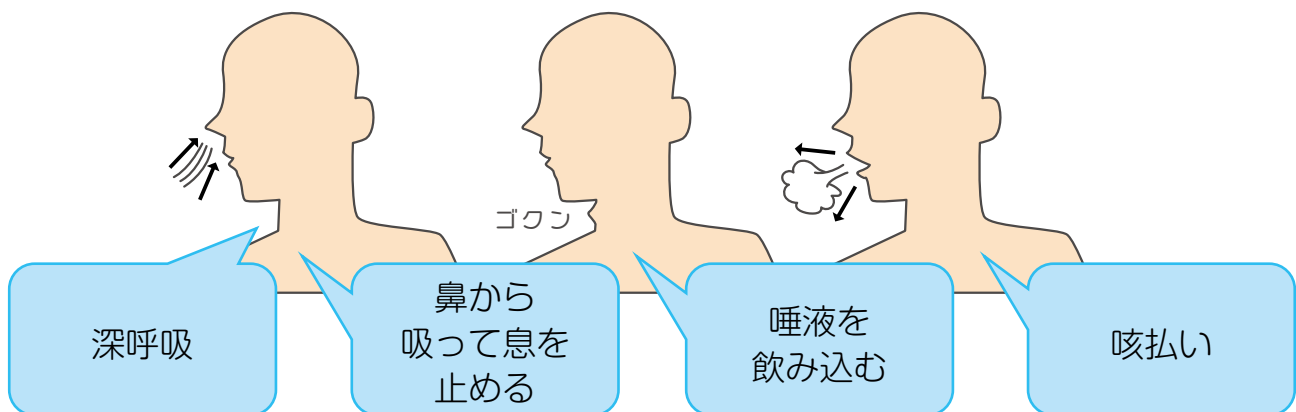 ゴクン
深呼吸
鼻から
吸って息を
止める
唾液を
飲み込む
咳払い